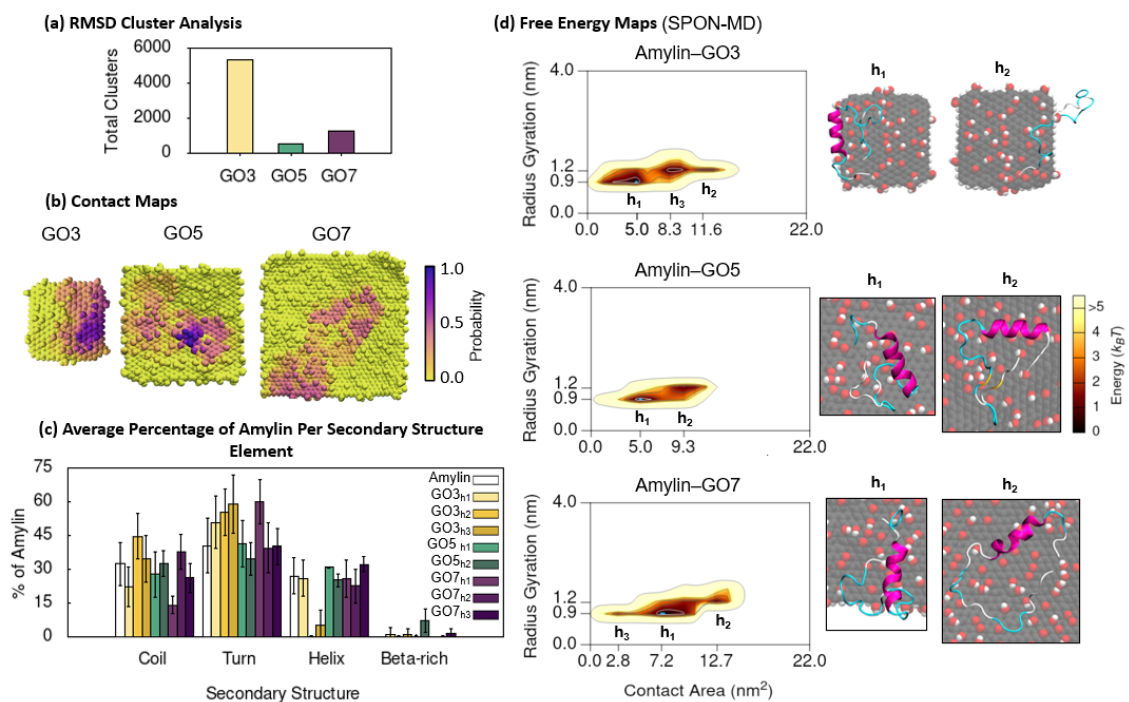 (a) RMSD Cluster Analysis
Total Clusters
6000
4000
2000
0
GO3 GO5 GO7
(b) Contact Maps
GO3 GO5 GO7
1.0
0.5
0.0
Probability
(c) Average Percentage of Amylin Per Secondary Structure
Element
% of Amylin
75
60
45
30
15
0
Amylin
GO3h1
GO3h2
GO3h3
GO5h1
GO5h2
GO7h1
GO7h2
GO7h3
Coil Turn Helix Beta-rich
Secondary Structure
(d) Free Energy Maps (SPON-MD)
Amylin–GO3
Radius Gyration (nm)
4.0
1.2
0.9
0.0
h1 h3 h2
0.0 5.0 8.3 11.6 22.0
h1 h2
Amylin–GO5
Radius Gyration (nm)
4.0
1.2
0.9
0.0
h1 h2
0.0 5.0 9.3 22.0
h1 h2
>5
4
3
2
1
0
Energy (kBT)
Amylin–GO7
Radius Gyration (nm)
4.0
1.2
0.9
0.0
h3 h1 h2
0.0 2.8 7.2 12.7 22.0
Contact Area (nm²)
h1 h2